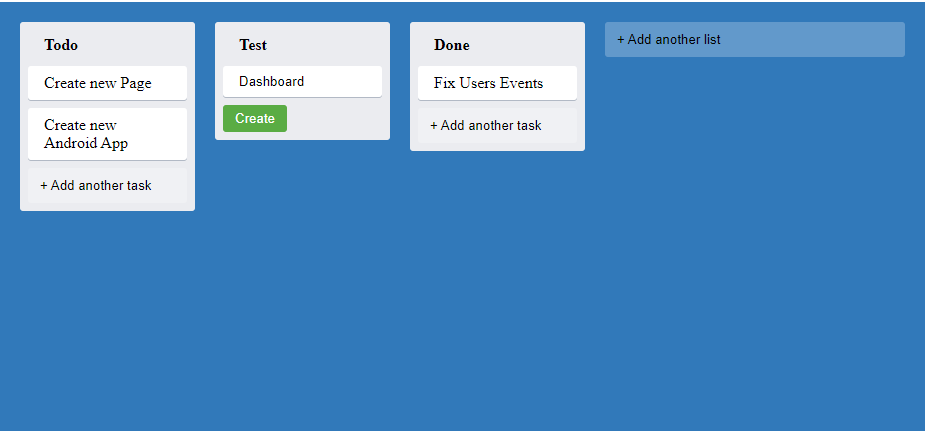 Todo
Create new Page
Create new
Android App
+ Add another task
Test
Dashboard
Create
Done
Fix Users Events
+ Add another task
+ Add another list